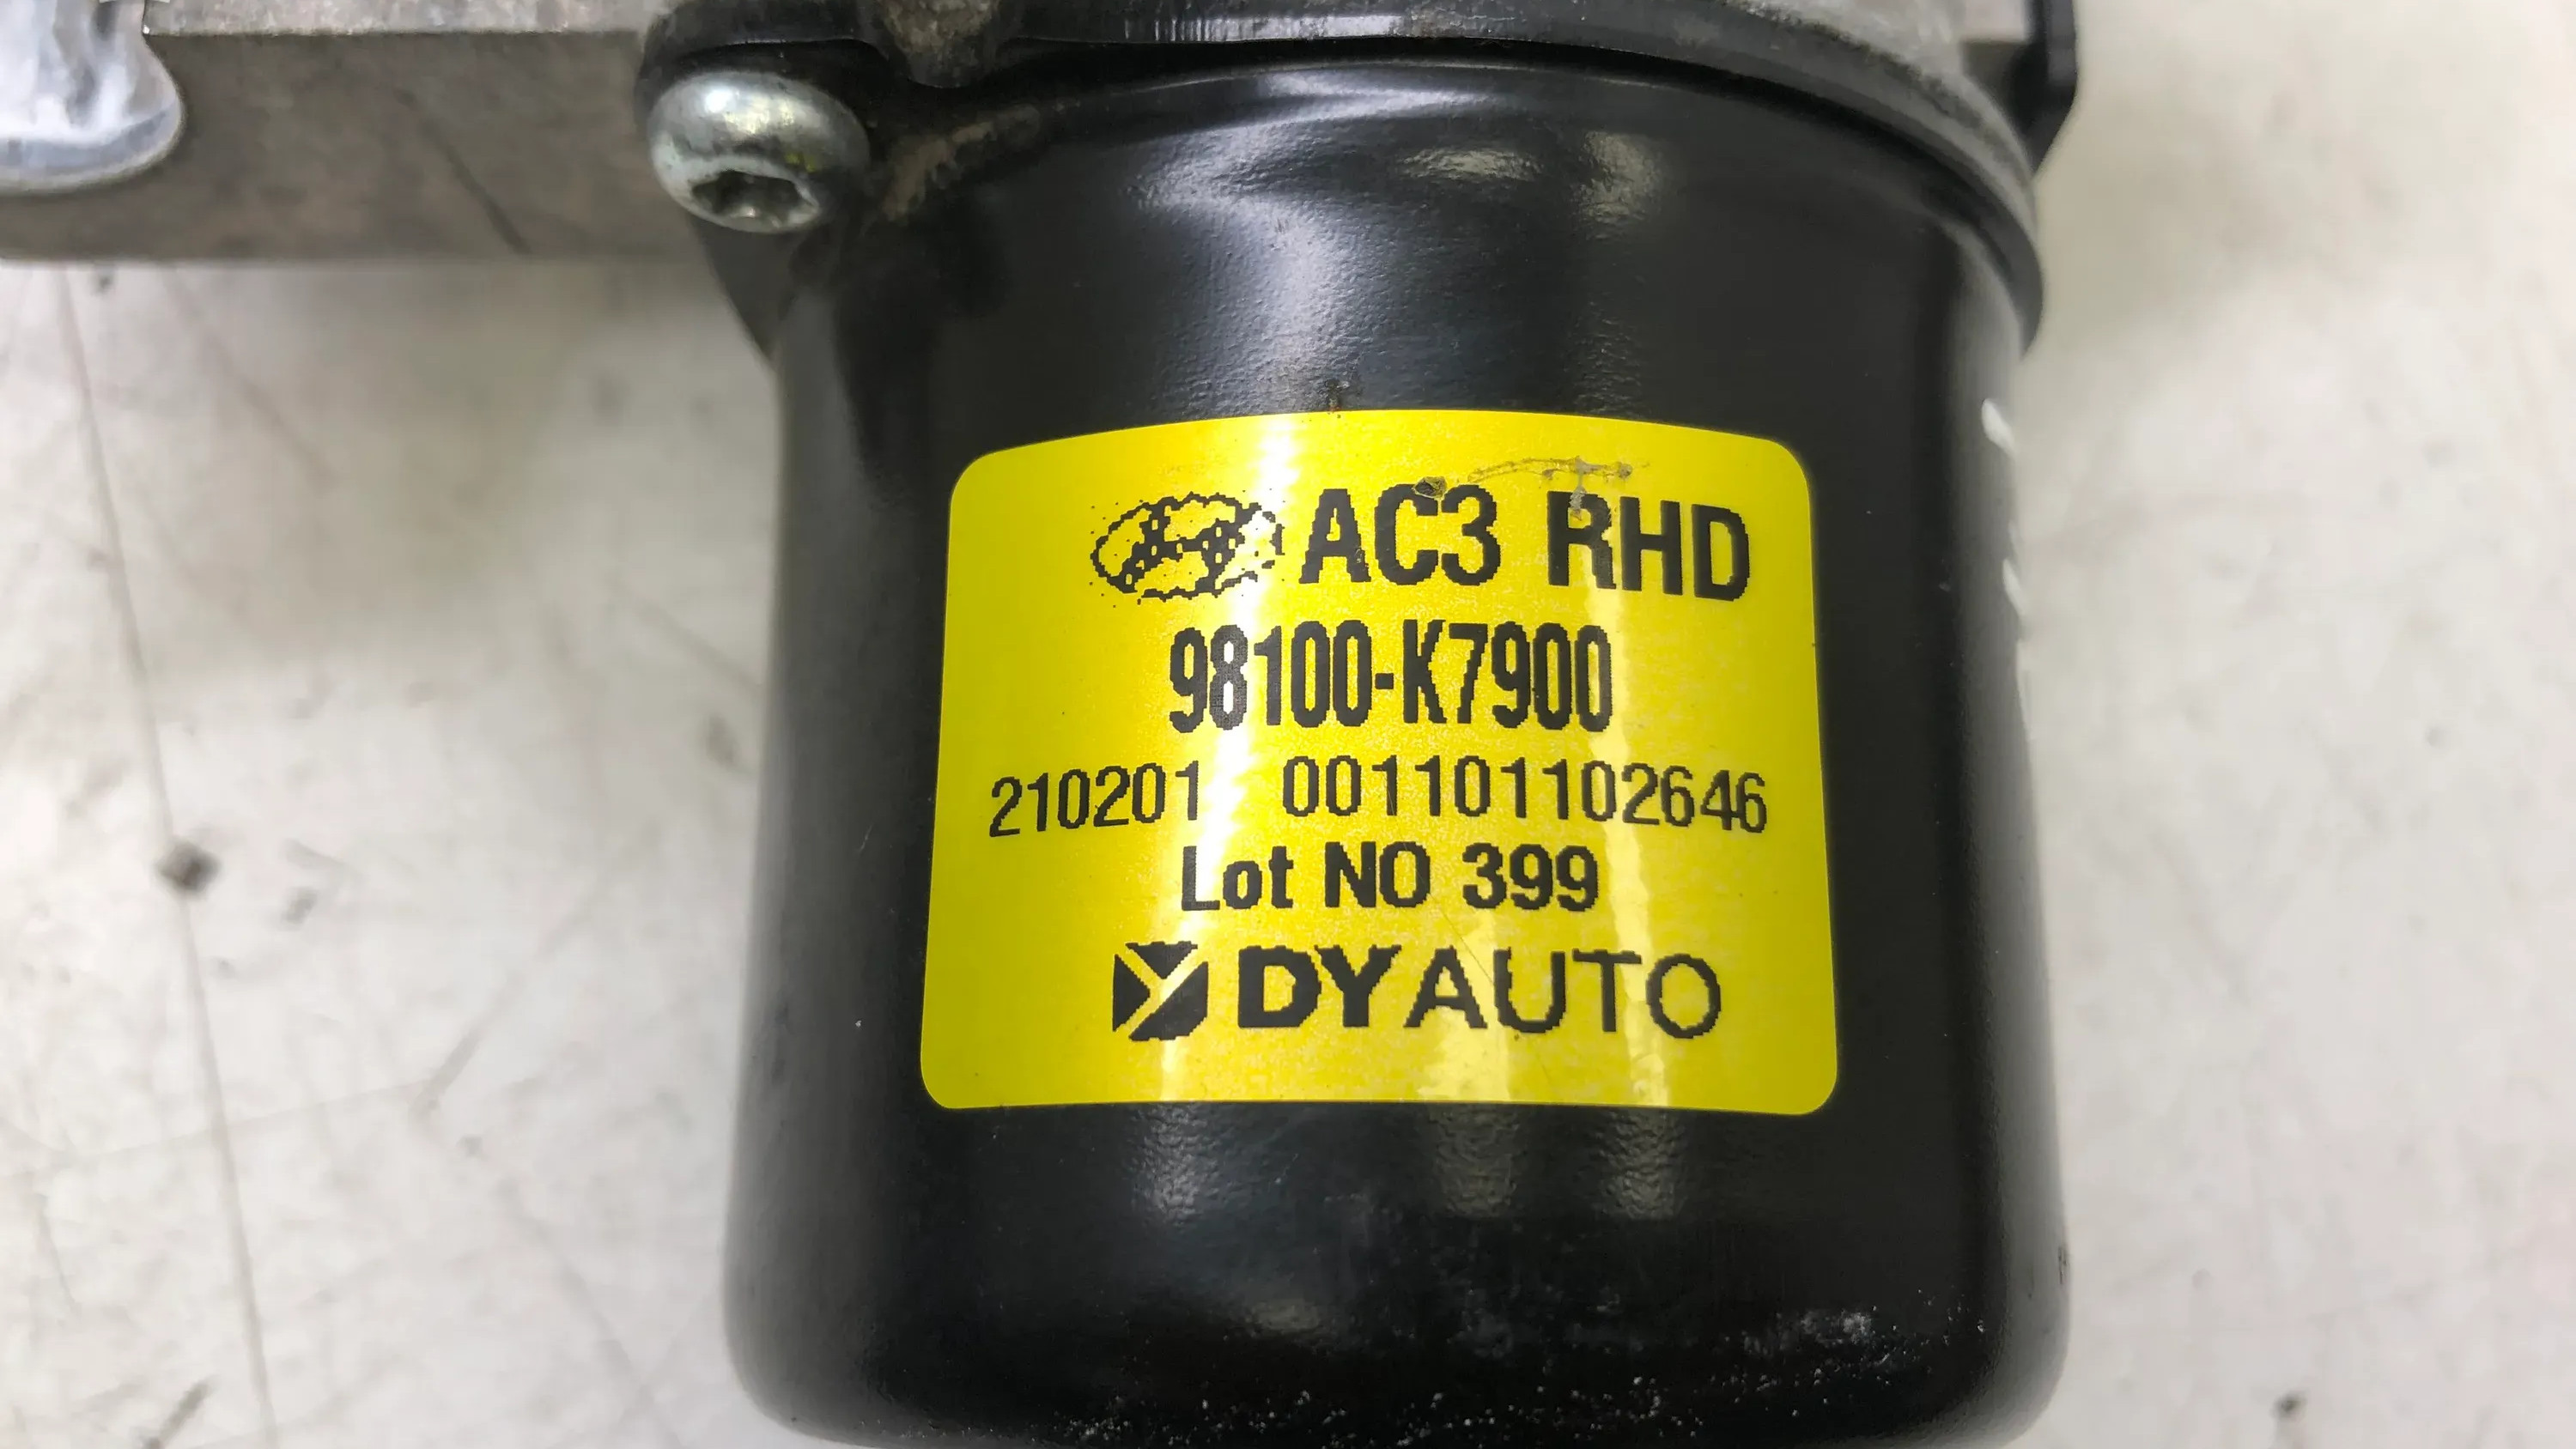 AC3 RHD
98100-K7900
210201 001101102646
Lot NO 399
DYAUTO